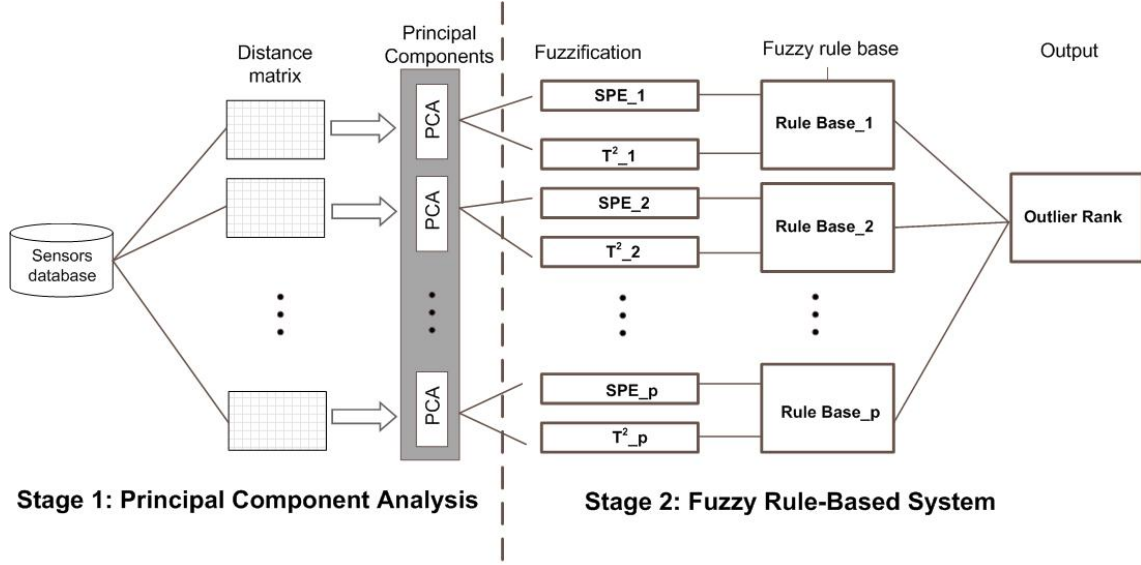 Distance
matrix
Principal
Components
Fuzzification
Fuzzy rule base
Output
Sensors
database
PCA
PCA
PCA
SPE_1
T²_1
SPE_2
T²_2
SPE_p
T²_p
Rule Base_1
Rule Base_2
Rule Base_p
Outlier Rank
Stage 1: Principal Component Analysis
Stage 2: Fuzzy Rule-Based System